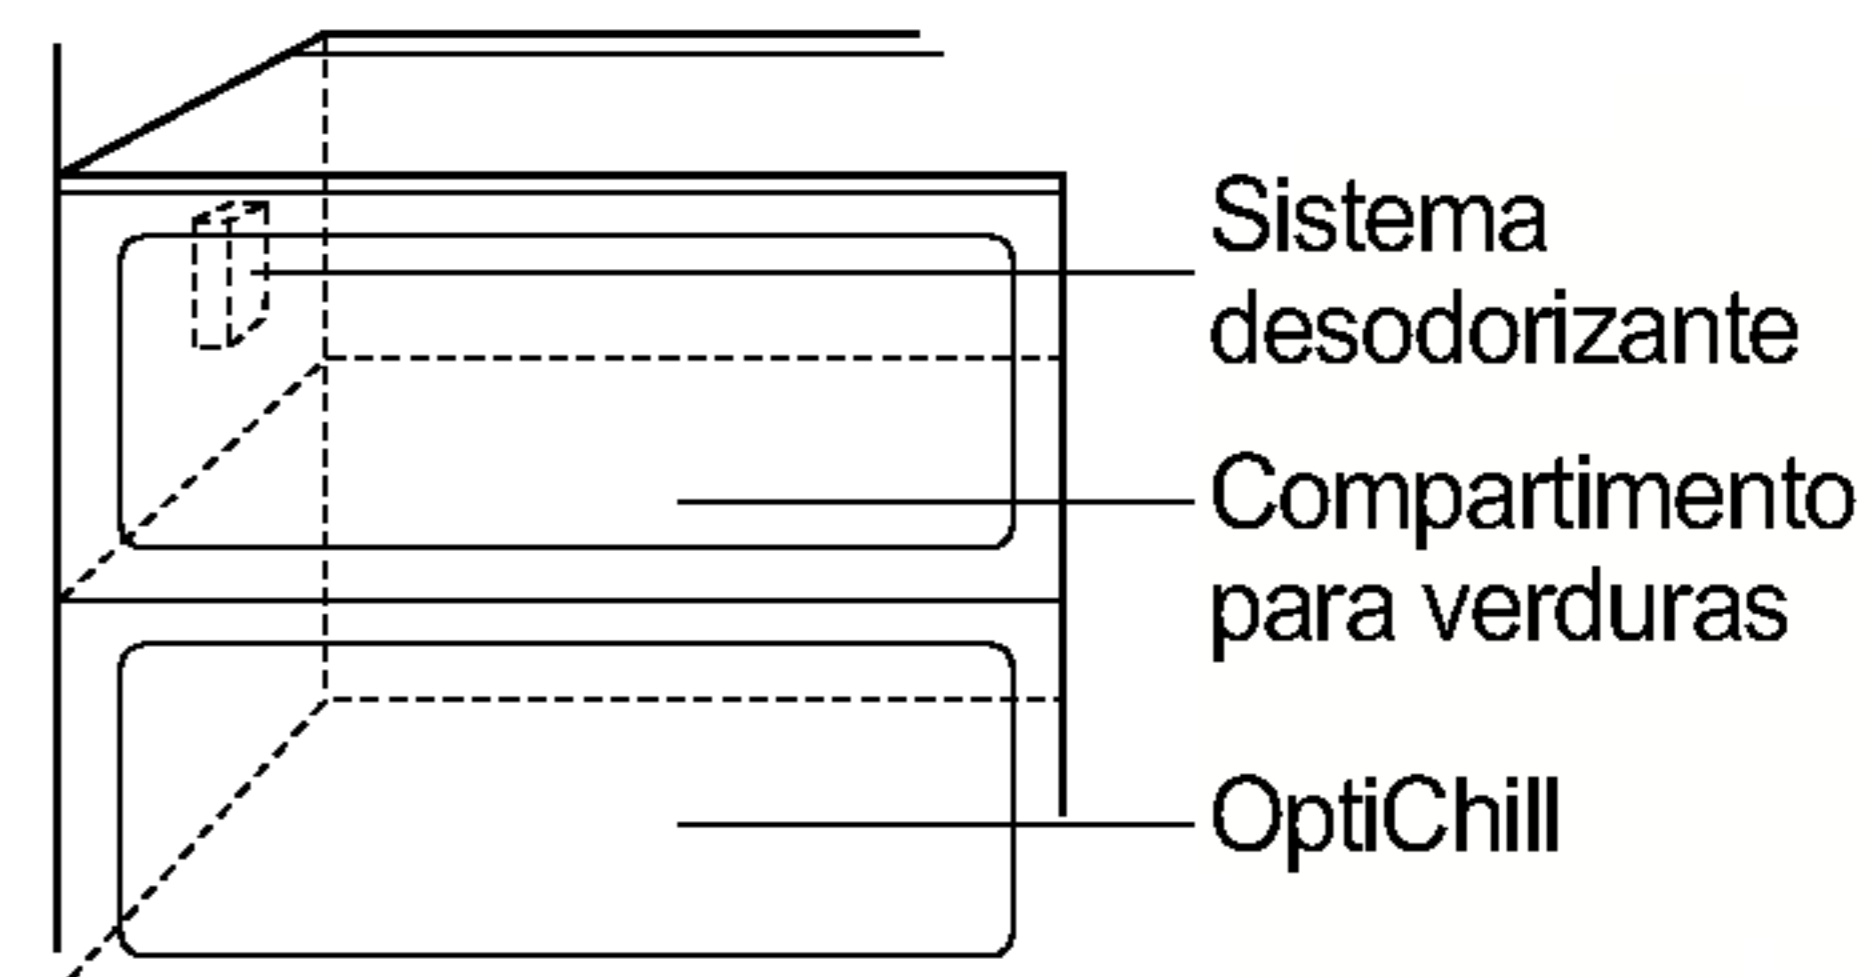 Sistema
desodorizante
Compartimento
para verduras
OptiChill